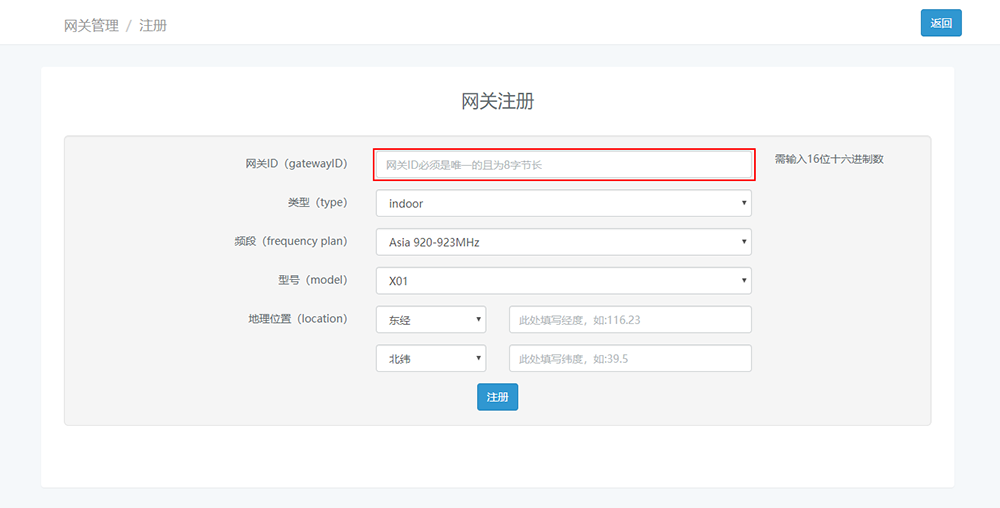 网关管理 / 注册
返回
网关注册
网关ID（gatewayID）
网关ID必须是唯一的且为8字节长
需输入16位十六进制数
类型（type）
indoor
频段（frequency plan）
Asia 920-923MHz
型号（model）
X01
地理位置（location）
东经
此处填写经度，如:116.23
北纬
此处填写纬度，如:39.5
注册